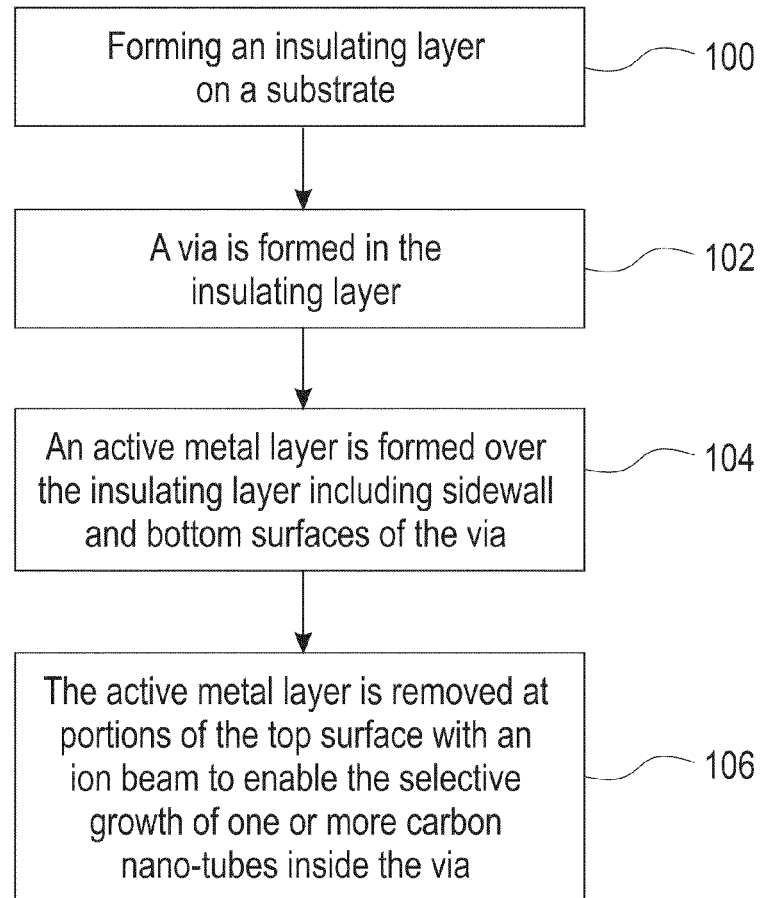 Forming an insulating layer
on a substrate
100
A via is formed in the
insulating layer
102
An active metal layer is formed over
the insulating layer including sidewall
and bottom surfaces of the via
104
The active metal layer is removed at
portions of the top surface with an
ion beam to enable the selective
growth of one or more carbon
nano-tubes inside the via
106